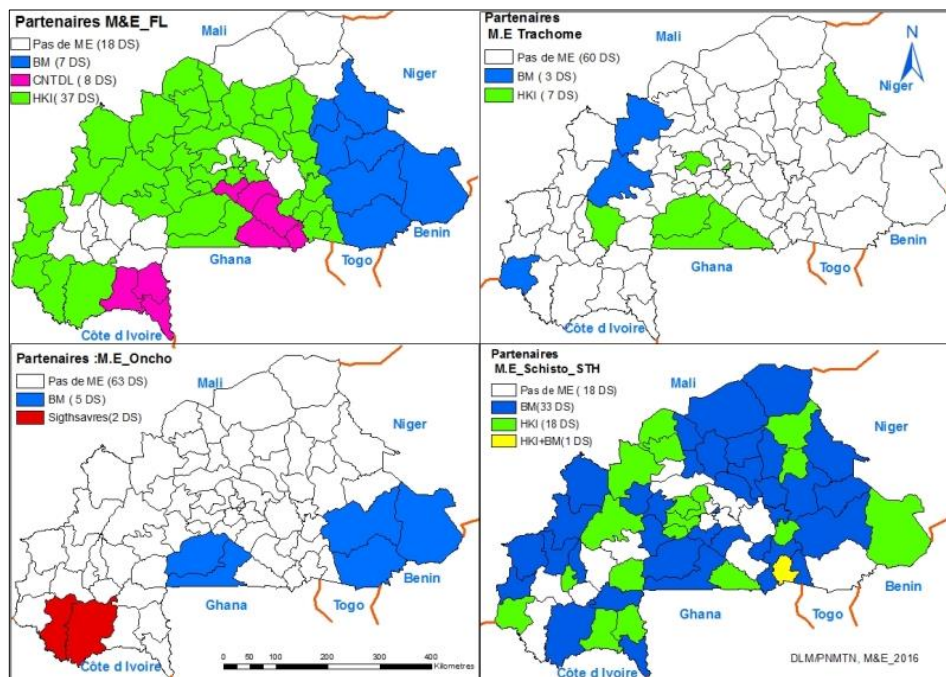 Partenaires M&E_FL
Pas de ME (18 DS)
BM (7 DS)
CNTDL ( 8 DS)
HKI( 37 DS)
Mali
Niger
Benin
Togo
Ghana
Côte d Ivoire
Partenaires
M.E Trachome
Pas de ME (60 DS)
BM ( 3 DS)
HKI ( 7 DS)
Mali
N
Niger
Benin
Togo
Ghana
Côte d Ivoire
Partenaires :M.E_Oncho
Pas de ME (63 DS)
BM ( 5 DS)
Sigthsavres(2 DS)
Mali
Niger
Benin
Togo
Ghana
Côte d Ivoire
0 50 100 200 300 400
Kilometres
Partenaires
M.E_Schisto_STH
Pas de ME ( 18 DS)
BM(33 DS)
HKI (18 DS)
HKI+BM(1 DS)
Mali
Niger
Benin
Togo
Ghana
Côte d Ivoire
DLM/PNMTN, M&E_2016